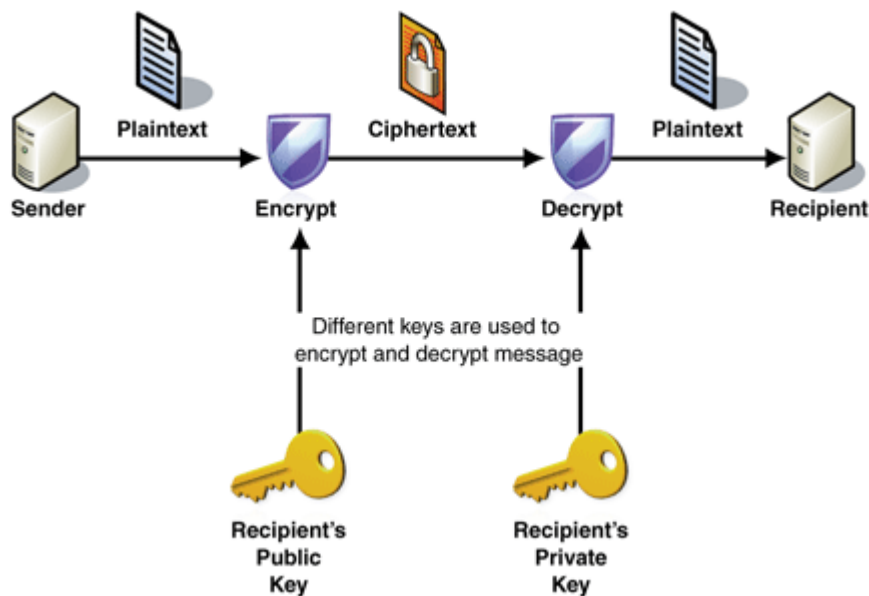 Plaintext
Ciphertext
Plaintext
Sender
Encrypt
Decrypt
Recipient
Different keys are used to
encrypt and decrypt message
Recipient's
Public
Key
Recipient's
Private
Key